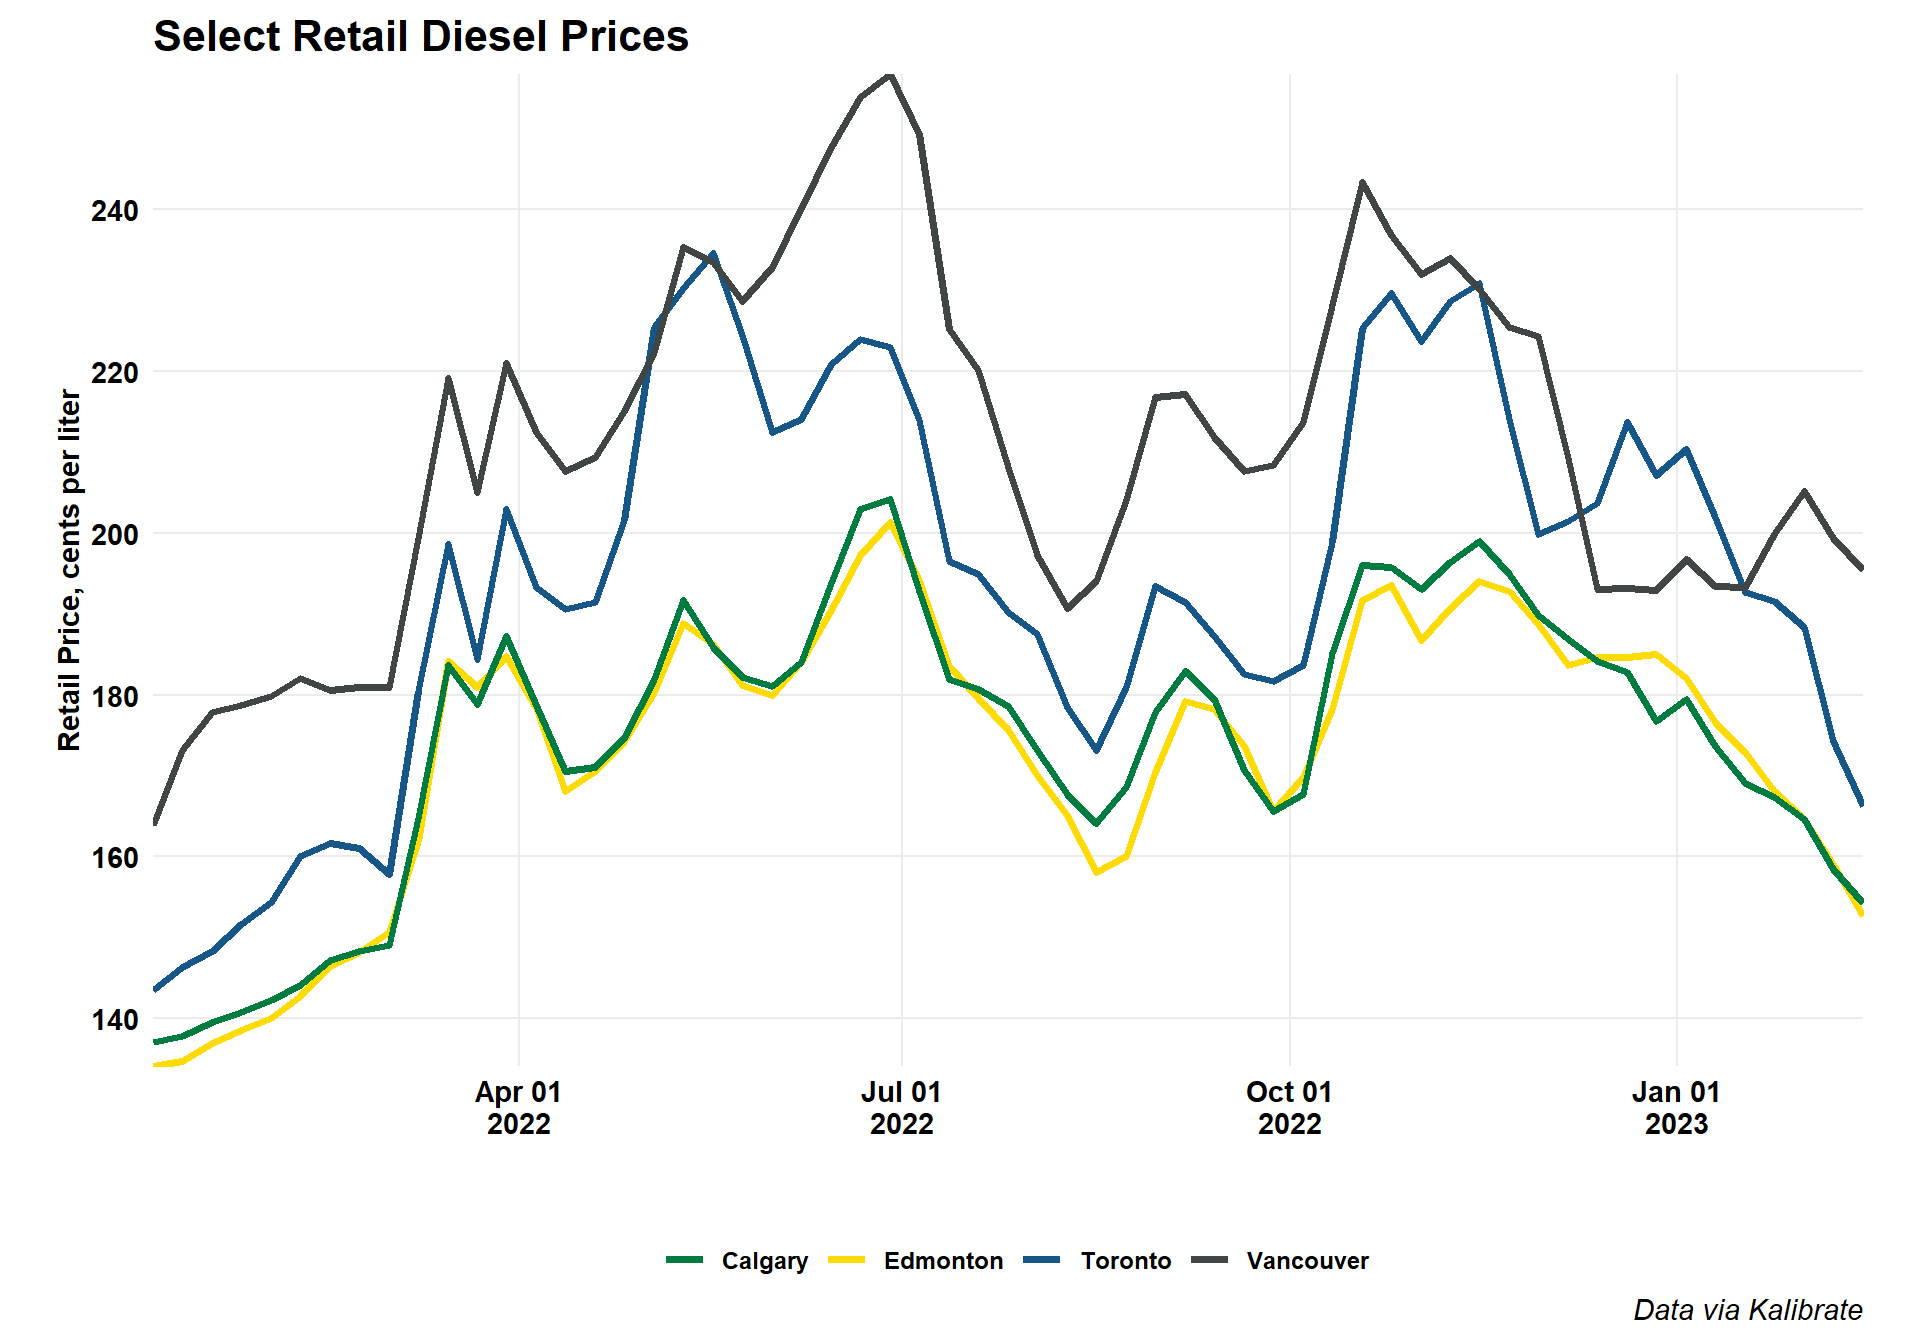 Select Retail Diesel Prices
Retail Price, cents per liter
240
220
200
180
160
140
Apr 01
2022
Jul 01
2022
Oct 01
2022
Jan 01
2023
Calgary
Edmonton
Toronto
Vancouver
Data via Kalibrate